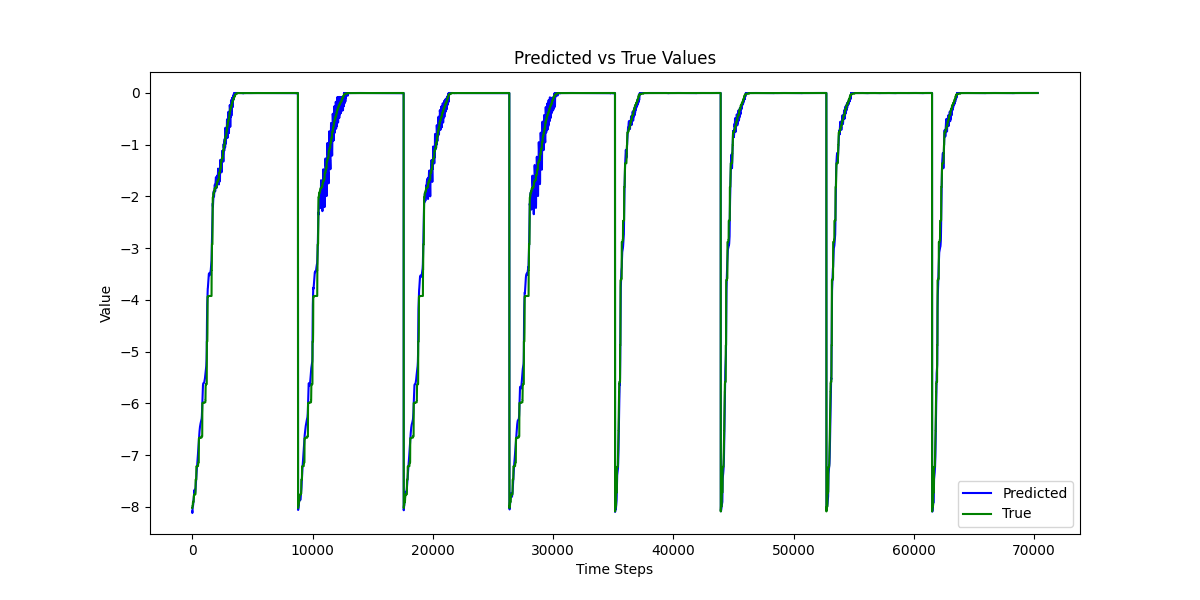 Predicted vs True Values
Value
0
−1
−2
−3
−4
−5
−6
−7
−8
0 10000 20000 30000 40000 50000 60000 70000
Time Steps
Predicted
True